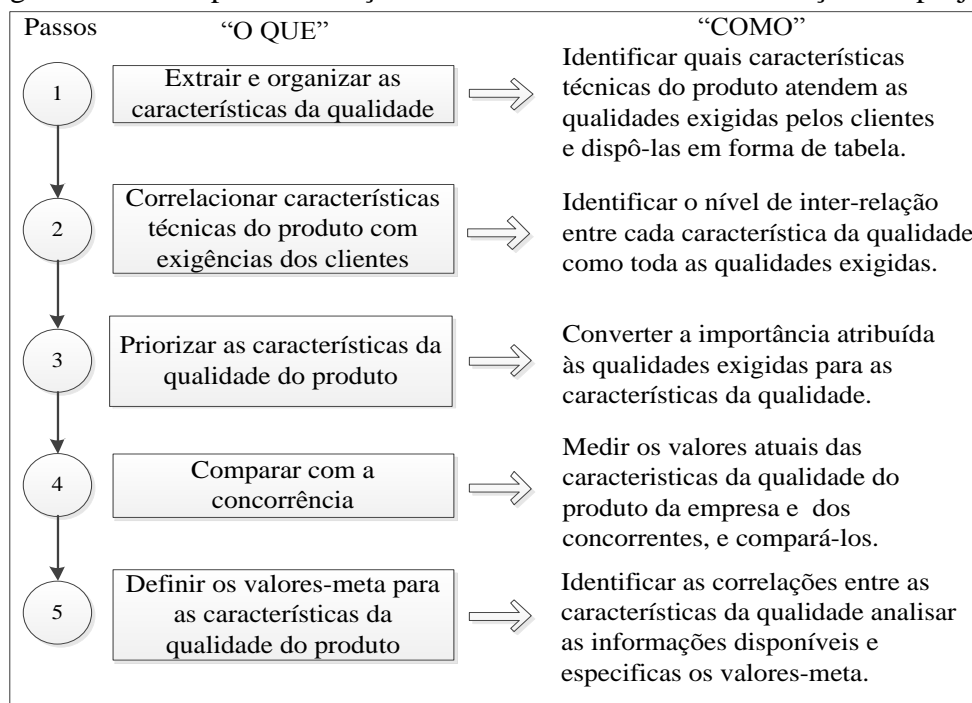 Passos
“O QUE”
“COMO”
1
Extrair e organizar as
características da qualidade
Identificar quais características
técnicas do produto atendem as
qualidades exigidas pelos clientes
e dispô-las em forma de tabela.
2
Correlacionar características
técnicas do produto com
exigências dos clientes
Identificar o nível de inter-relação
entre cada característica da qualidade
como toda as qualidades exigidas.
3
Priorizar as características da
qualidade do produto
Converter a importância atribuída
às qualidades exigidas para as
características da qualidade.
4
Comparar com a
concorrência
Medir os valores atuais das
caracteristicas da qualidade do
produto da empresa e dos
concorrentes, e compará-los.
5
Definir os valores-meta para
as características da
qualidade do produto
Identificar as correlações entre as
características da qualidade analisar
as informações disponíveis e
especificas os valores-meta.